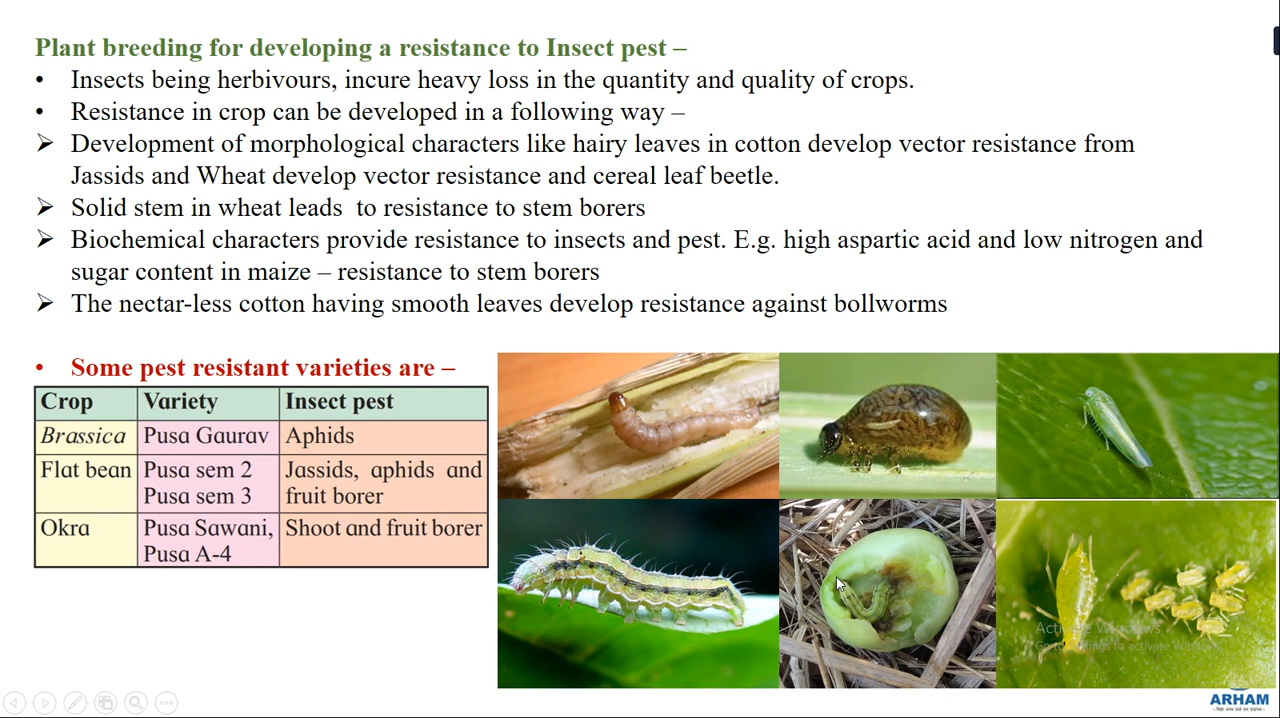 Plant breeding for developing a resistance to Insect pest –
• Insects being herbivours, incure heavy loss in the quantity and quality of crops.
• Resistance in crop can be developed in a following way –
➢ Development of morphological characters like hairy leaves in cotton develop vector resistance from
Jassids and Wheat develop vector resistance and cereal leaf beetle.
➢ Solid stem in wheat leads to resistance to stem borers
➢ Biochemical characters provide resistance to insects and pest. E.g. high aspartic acid and low nitrogen and
sugar content in maize – resistance to stem borers
➢ The nectar-less cotton having smooth leaves develop resistance against bollworms
• Some pest resistant varieties are –
Crop Variety Insect pest
Brassica Pusa Gaurav Aphids
Flat bean Pusa sem 2 Jassids, aphids and
Pusa sem 3 fruit borer
Okra Pusa Sawani, Shoot and fruit borer
Pusa A-4
Activate Windows
Go to Settings to activate Windows.
ARHAM